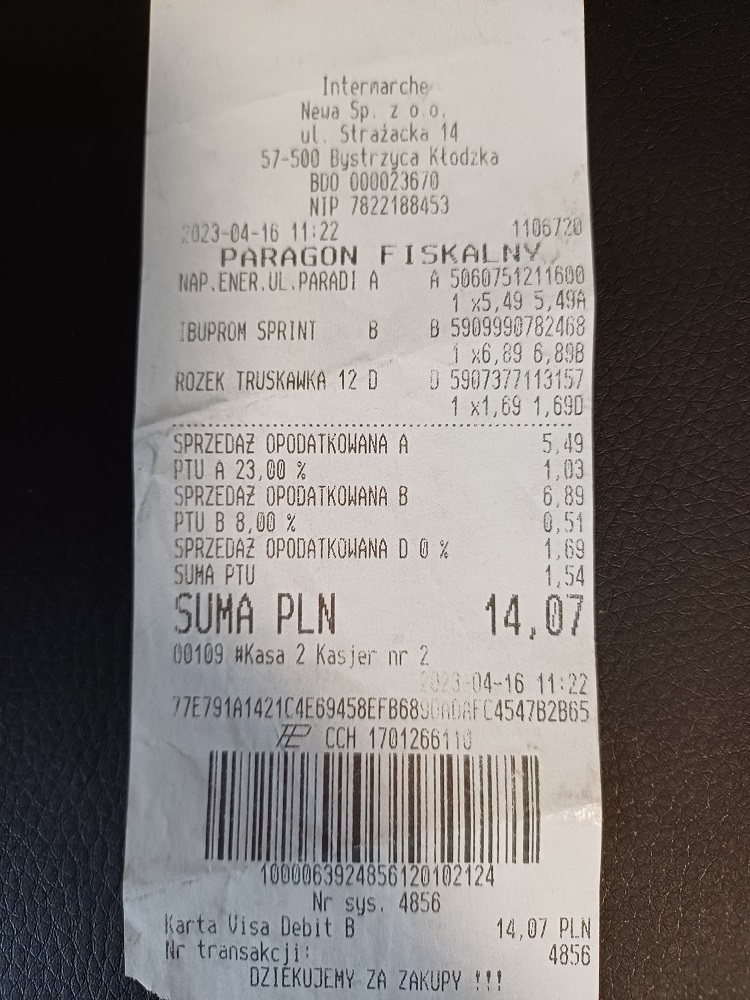 Intermarche
Newa Sp. z o.o.
ul. Strażacka 14
57-500 Bystrzyca Kłodzka
BDO 000023670
NIP 7822188453
2023-04-16 11:22 1106720
PARAGON FISKALNY
NAP.ENER.UL.PARADI A A 5060751211600
1 x5,49 5,49A
IBUPROM SPRINT B B 5909990782468
1 x6,89 6,89B
ROZEK TRUSKAWKA 12 D D 5907377113157
1 x1,69 1,69D
SPRZEDAŻ OPODATKOWANA A 5,49
PTU A 23,00 % 1,03
SPRZEDAŻ OPODATKOWANA B 6,89
PTU B 8,00 % 0,51
SPRZEDAŻ OPODATKOWANA D 0 % 1,69
SUMA PTU 1,54
SUMA PLN 14,07
00109 #Kasa 2 Kasjer nr 2
2023-04-16 11:22
CCH 1701266110
1000063924856120102124
Nr sys. 4856
Karta Visa Debit B 14,07 PLN
Nr transakcji: 4856
DZIĘKUJEMY ZA ZAKUPY !!!